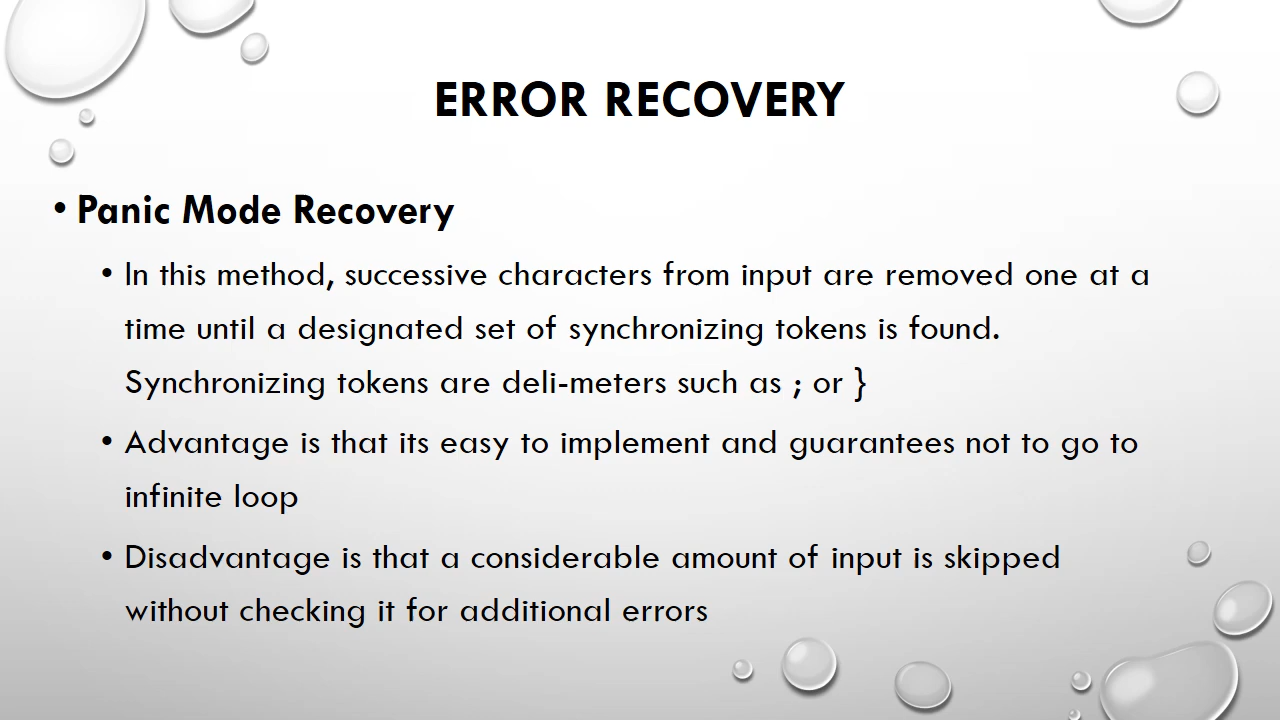 ERROR RECOVERY
• Panic Mode Recovery
• In this method, successive characters from input are removed one at a
time until a designated set of synchronizing tokens is found.
Synchronizing tokens are deli-meters such as ; or }
• Advantage is that its easy to implement and guarantees not to go to
infinite loop
• Disadvantage is that a considerable amount of input is skipped
without checking it for additional errors